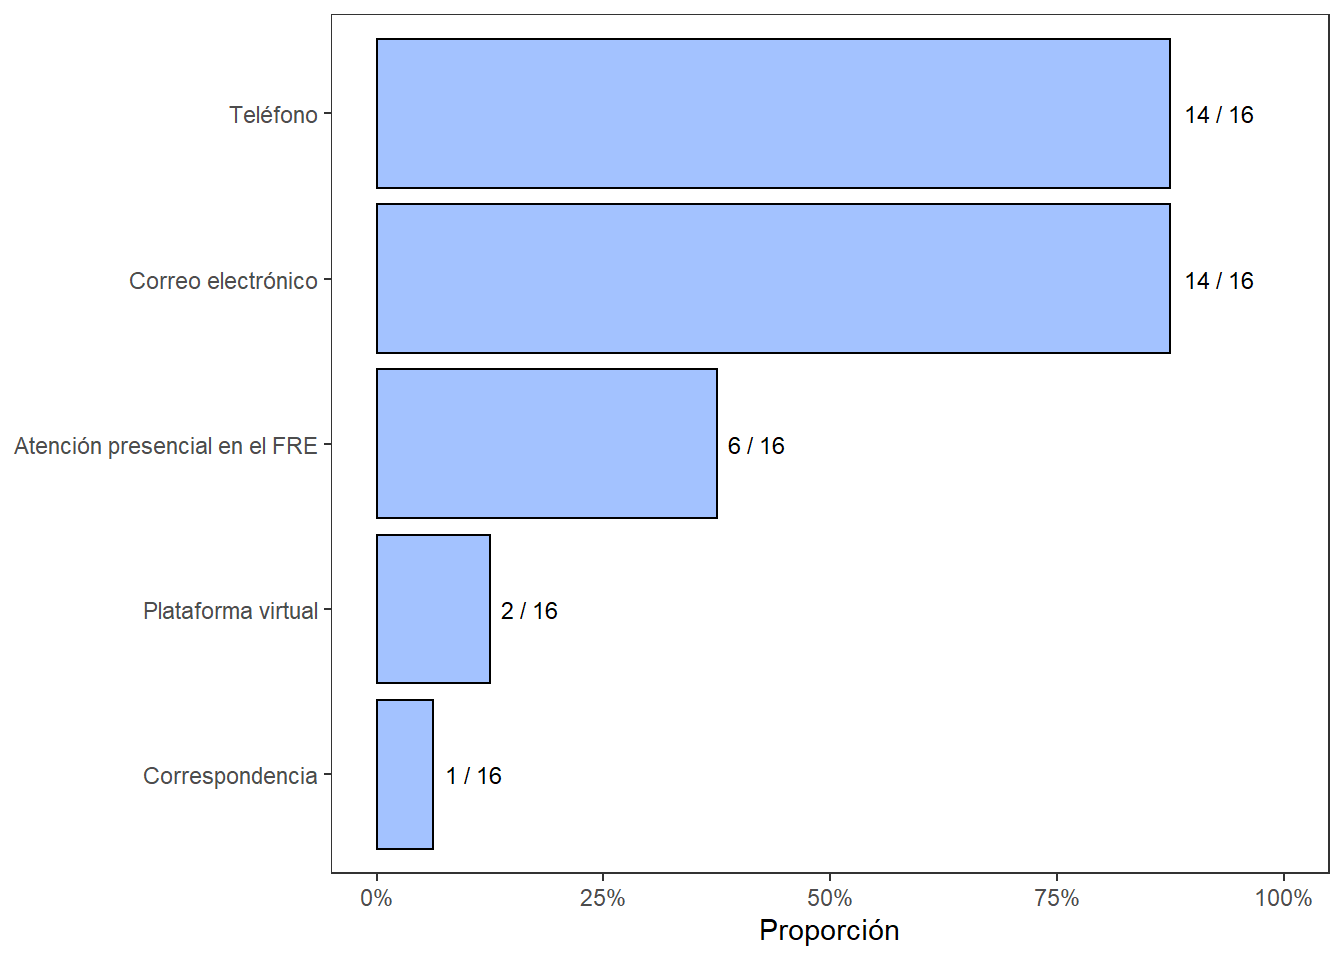 Teléfono
14 / 16
Correo electrónico
14 / 16
Atención presencial en el FRE
6 / 16
Plataforma virtual
2 / 16
Correspondencia
1 / 16
0% 25% 50% 75% 100%
Proporción